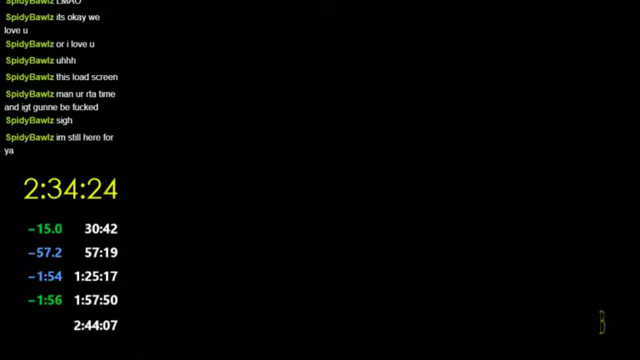 SpidyBawlz LMAO
SpidyBawlz its okay we
love u
SpidyBawlz or i love u
SpidyBawlz uhhh
SpidyBawlz this load screen
SpidyBawlz man ur rta time
and igt gunne be fucked
SpidyBawlz sigh
SpidyBawlz im still here for
ya
2:34:24
−15.0 30:42
−57.2 57:19
−1:54 1:25:17
−1:56 1:57:50
2:44:07
B